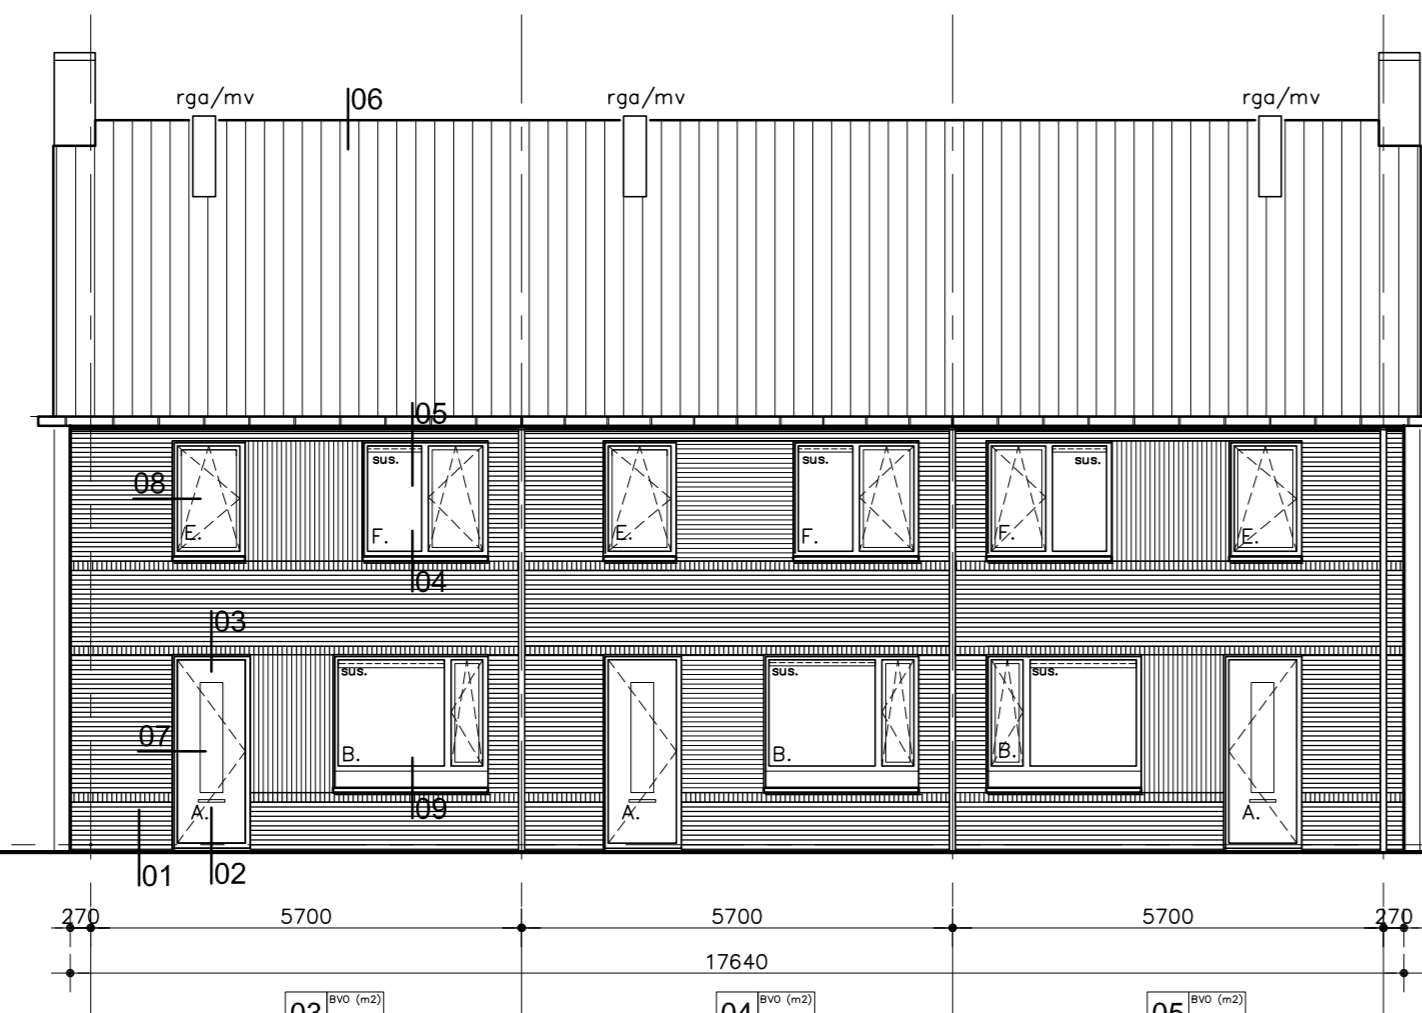 rga/mv rga/mv rga/mv
06
05
sus. sus. sus.
08
E. F. E. F. F. E.
04
03
sus. sus. sus.
07
B. B. B.
A. A. A.
09
01 02
270 5700 5700 5700 270
17640
03 BVO (m2) 04 BVO (m2) 05 BVO (m2)